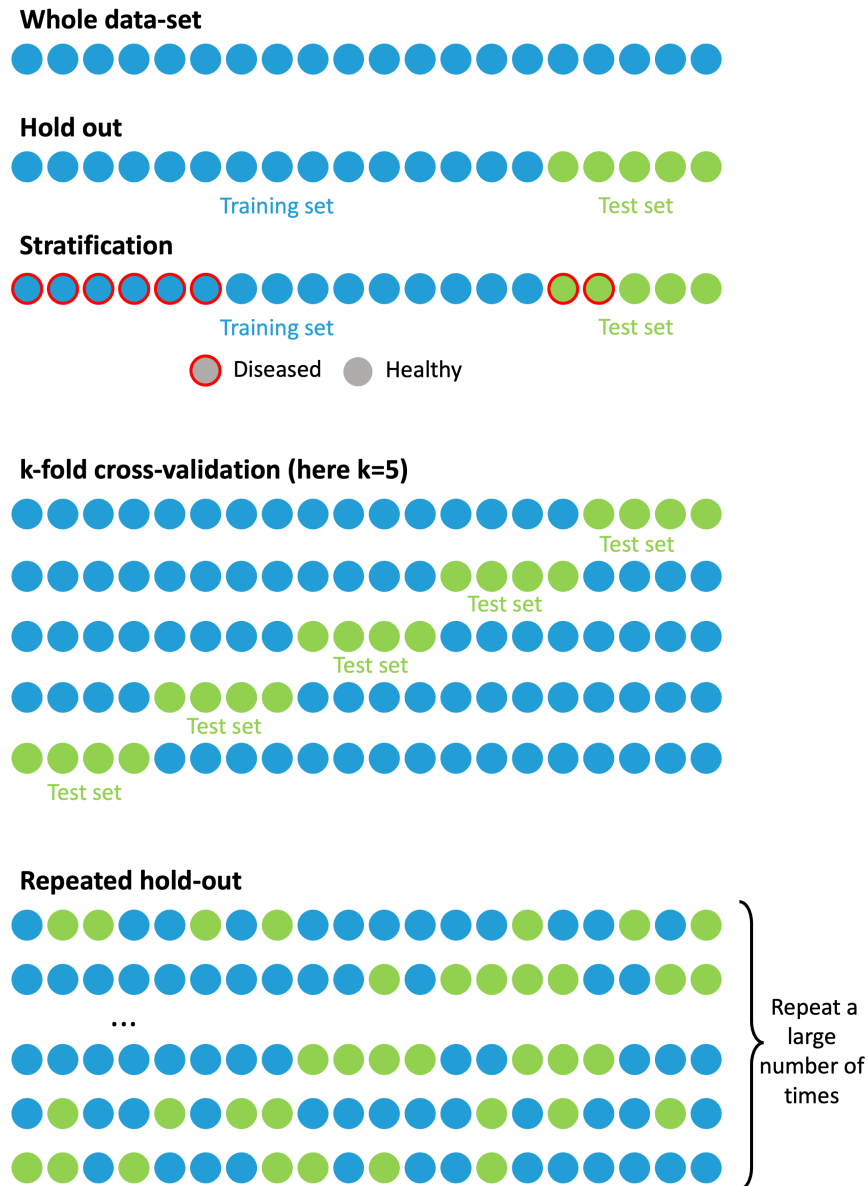 Whole data-set
Hold out
Training set
Test set
Stratification
Training set
Test set
Diseased
Healthy
k-fold cross-validation (here k=5)
Test set
Test set
Test set
Test set
Test set
Repeated hold-out
...
Repeat a
large
number of
times